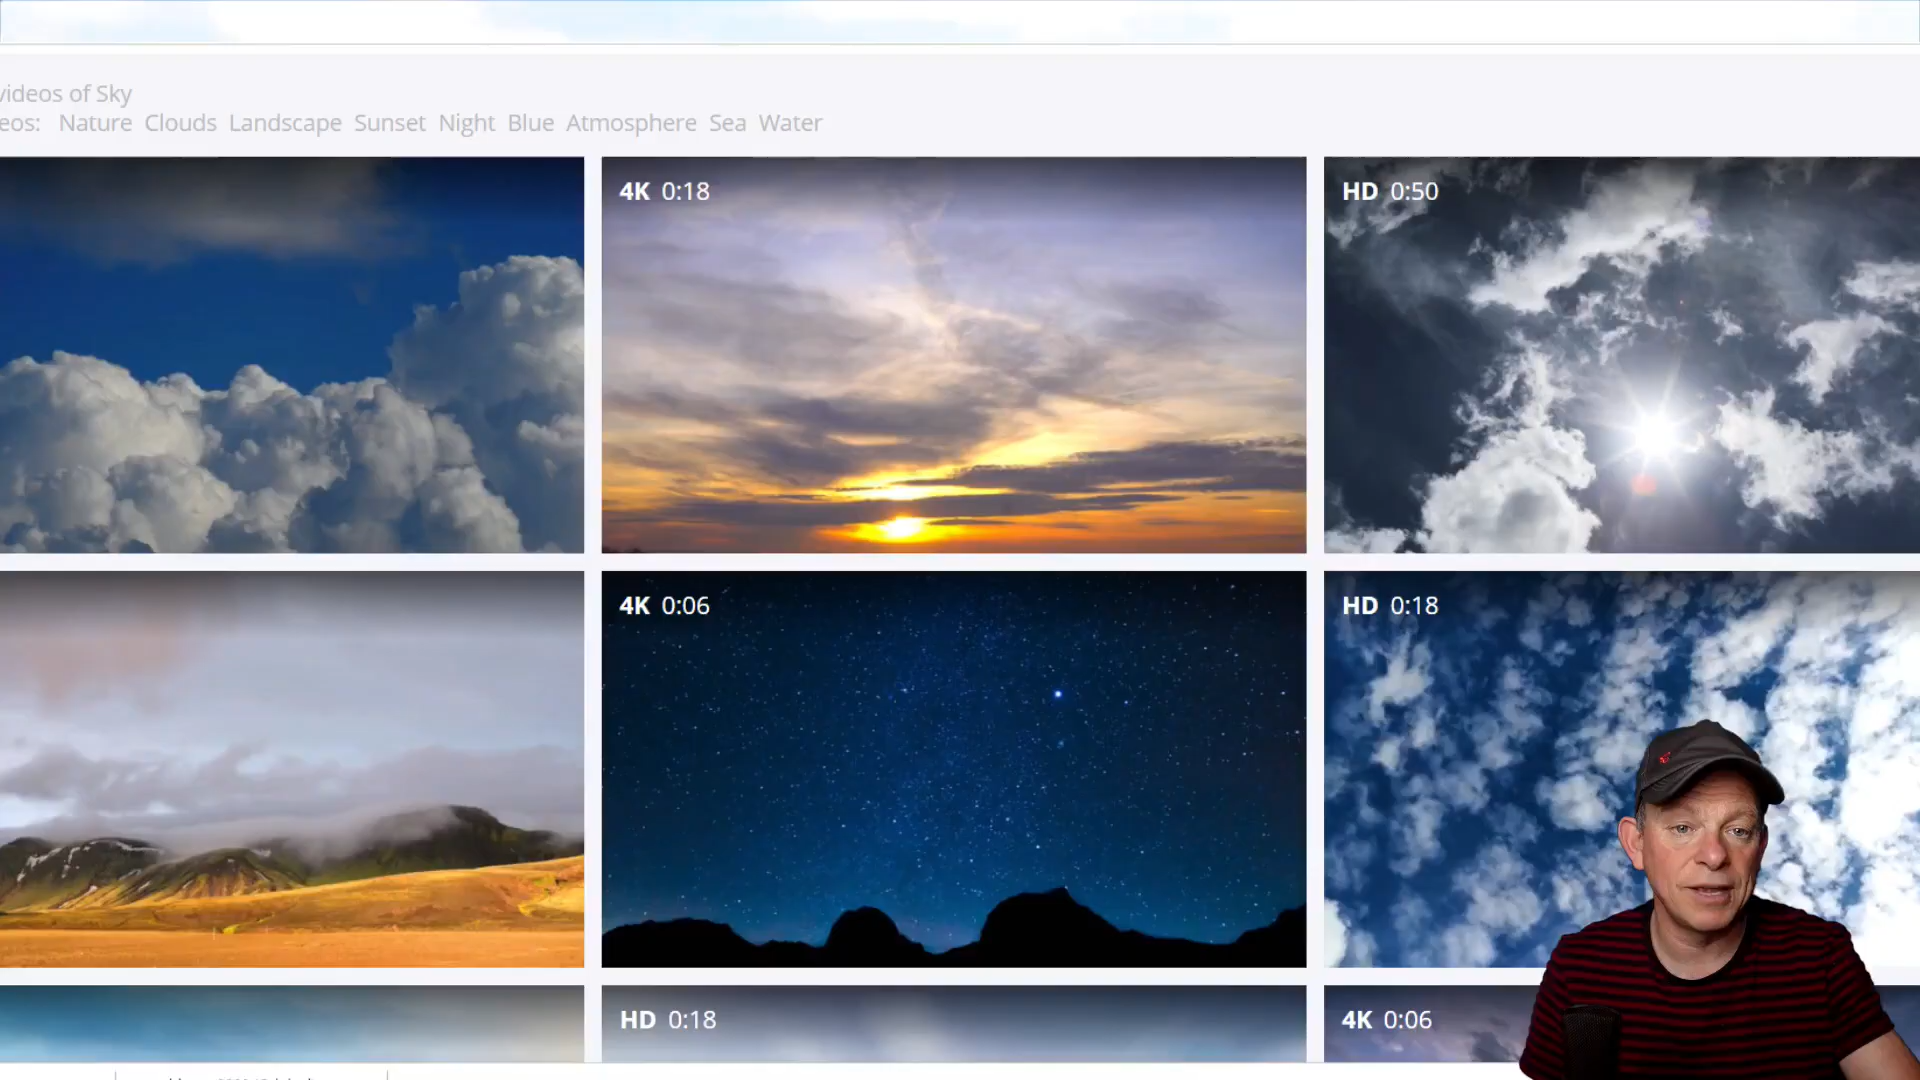 videos of Sky
eos: Nature Clouds Landscape Sunset Night Blue Atmosphere Sea Water
4K 0:18
HD 0:50
4K 0:06
HD 0:18
HD 0:18
4K 0:06